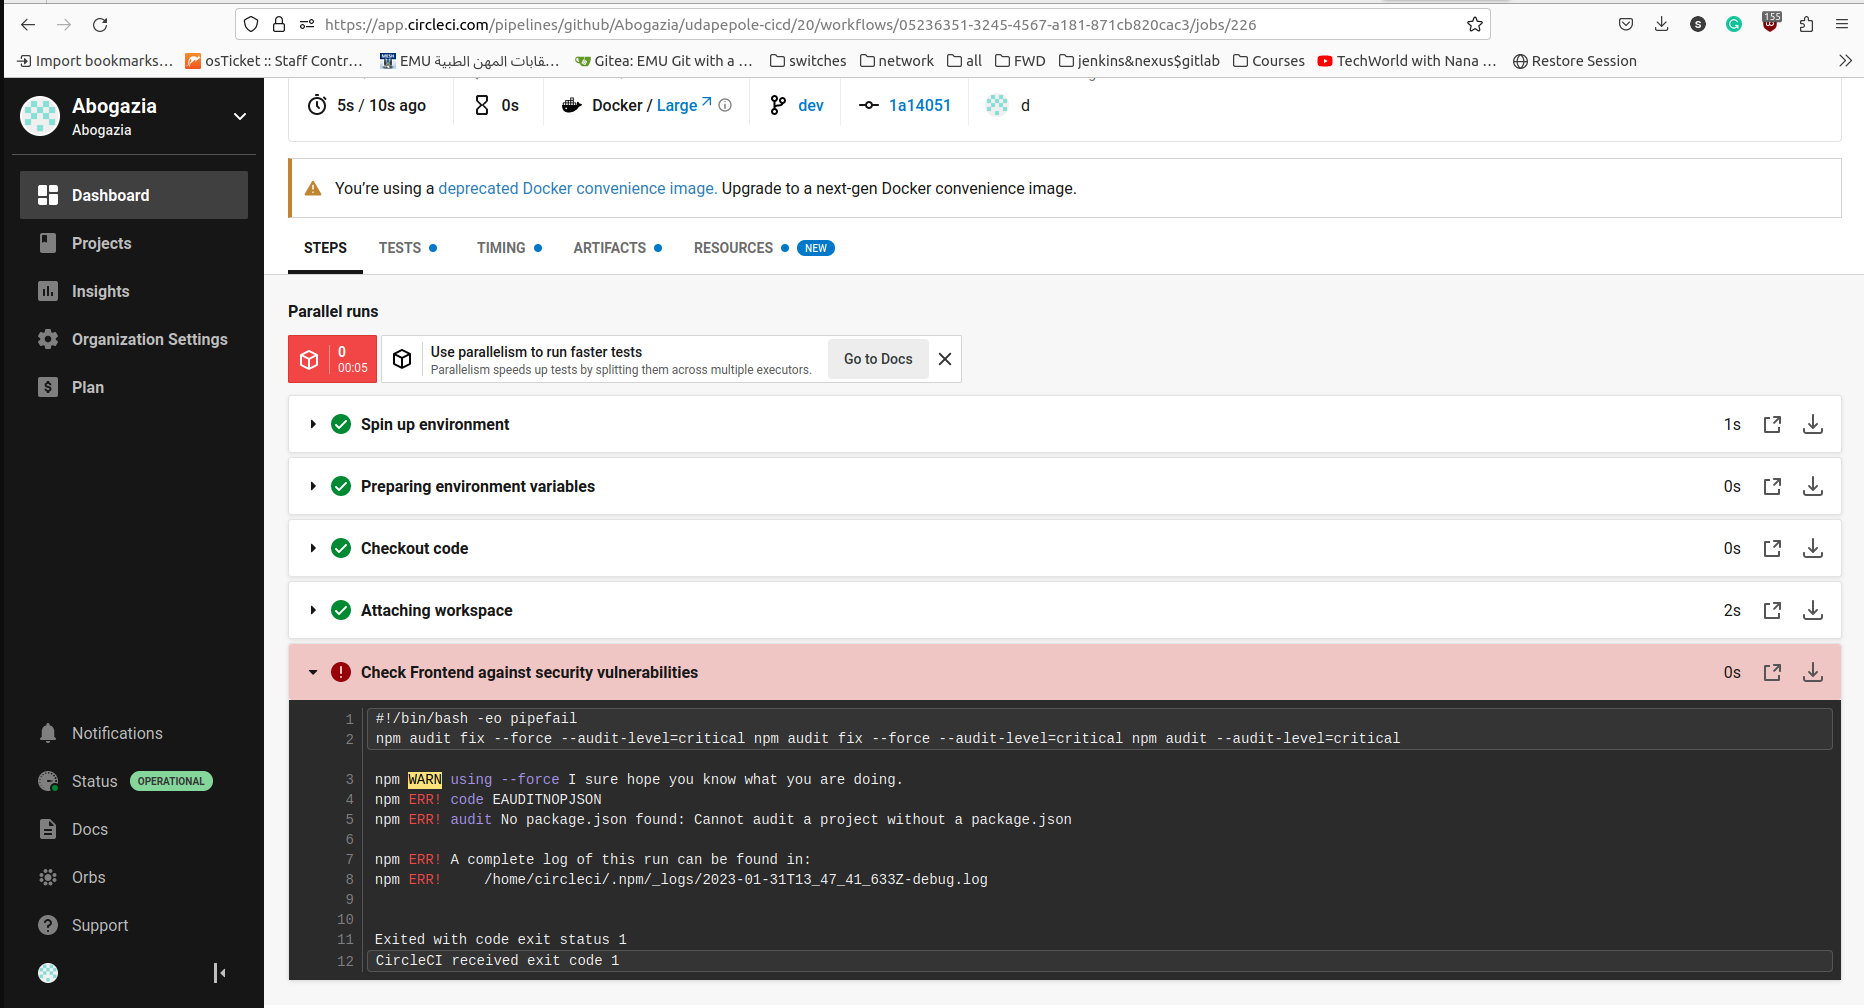 https://app.circleci.com/pipelines/github/Abogazia/udapepole-cicd/20/workflows/05236351-3245-4567-a181-871cb820cac3/jobs/226
155
Import bookmarks...
osTicket :: Staff Contr...
EMU قابات المهن الطبية...
Gitea: EMU Git with a ...
switches
network
all
FWD
jenkins&nexus$gitlab
Courses
TechWorld with Nana ...
Restore Session
Abogazia
Abogazia
Dashboard
Projects
Insights
Organization Settings
Plan
Notifications
Status OPERATIONAL
Docs
Orbs
Support
5s / 10s ago
0s
Docker / Large
dev
1a14051
d
You're using a deprecated Docker convenience image. Upgrade to a next-gen Docker convenience image.
STEPS TESTS TIMING ARTIFACTS RESOURCES NEW
Parallel runs
0
00:05
Use parallelism to run faster tests
Parallelism speeds up tests by splitting them across multiple executors.
Go to Docs
Spin up environment 1s
Preparing environment variables 0s
Checkout code 0s
Attaching workspace 2s
Check Frontend against security vulnerabilities 0s
1 #!/bin/bash -eo pipefail
2 npm audit fix --force --audit-level=critical npm audit fix --force --audit-level=critical npm audit --audit-level=critical
3 npm WARN using --force I sure hope you know what you are doing.
4 npm ERR! code EAUDITNOPJSON
5 npm ERR! audit No package.json found: Cannot audit a project without a package.json
6
7 npm ERR! A complete log of this run can be found in:
8 npm ERR!     /home/circleci/.npm/_logs/2023-01-31T13_47_41_633Z-debug.log
9
10
11 Exited with code exit status 1
12 CircleCI received exit code 1